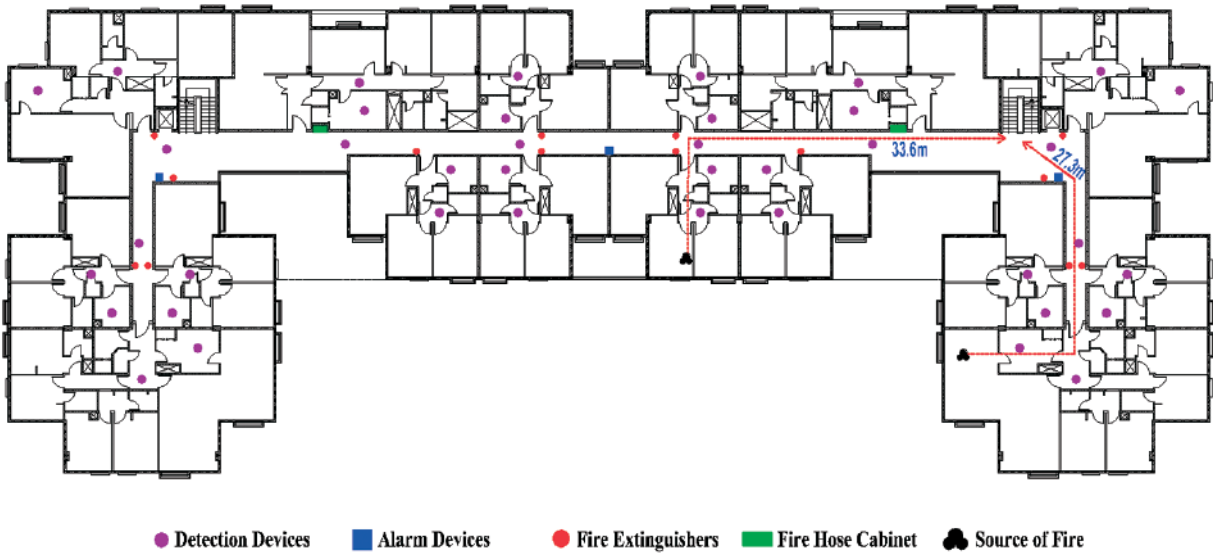 33.6m
27.3m
Detection Devices
Alarm Devices
Fire Extinguishers
Fire Hose Cabinet
Source of Fire